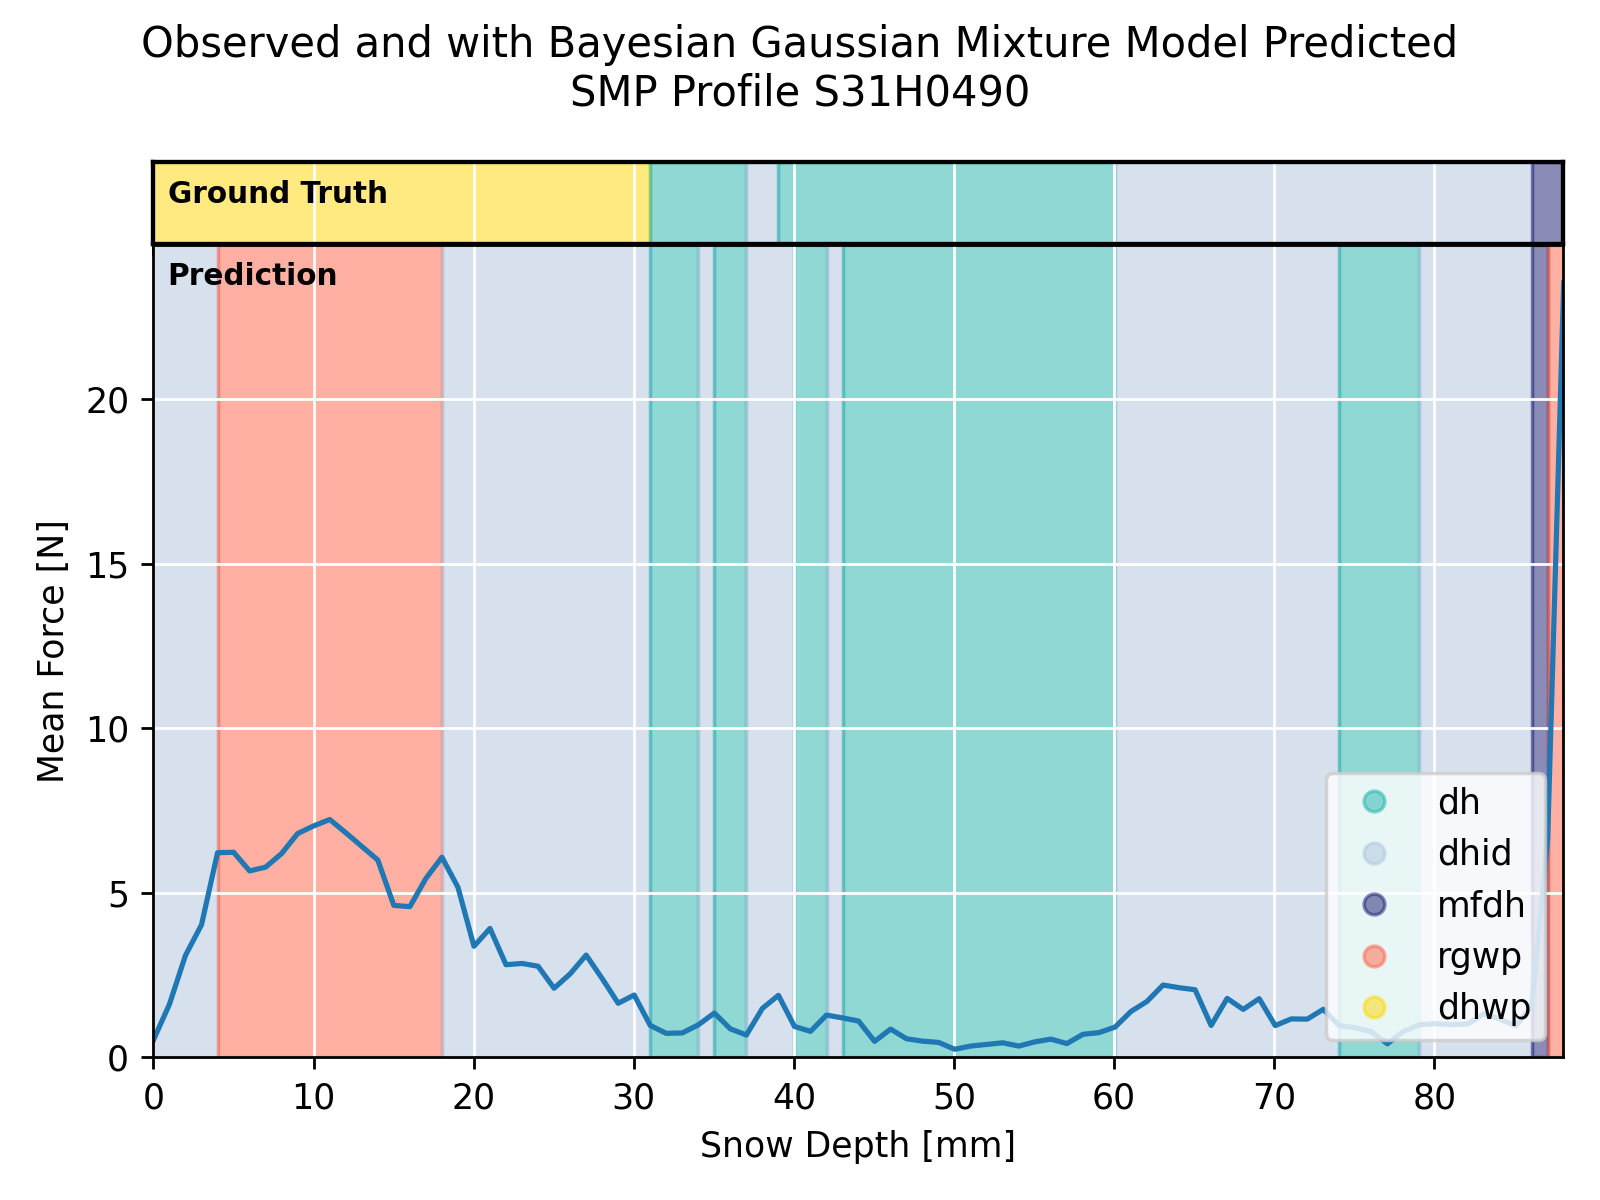 Observed and with Bayesian Gaussian Mixture Model Predicted
SMP Profile S31H0490
Ground Truth
Prediction
20
15
10
5
0
Mean Force [N]
dh
dhid
mfdh
rgwp
dhwp
0 10 20 30 40 50 60 70 80
Snow Depth [mm]